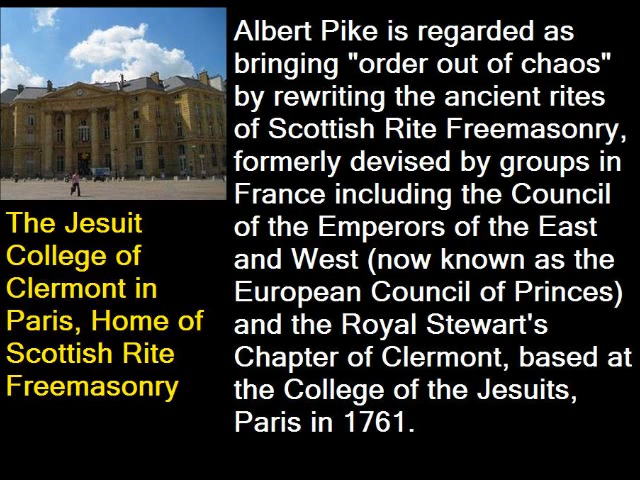 Albert Pike is regarded as
bringing "order out of chaos"
by rewriting the ancient rites
of Scottish Rite Freemasonry,
formerly devised by groups in
France including the Council
of the Emperors of the East
and West (now known as the
European Council of Princes)
and the Royal Stewart's
Chapter of Clermont, based at
the College of the Jesuits,
Paris in 1761.
The Jesuit
College of
Clermont in
Paris, Home of
Scottish Rite
Freemasonry